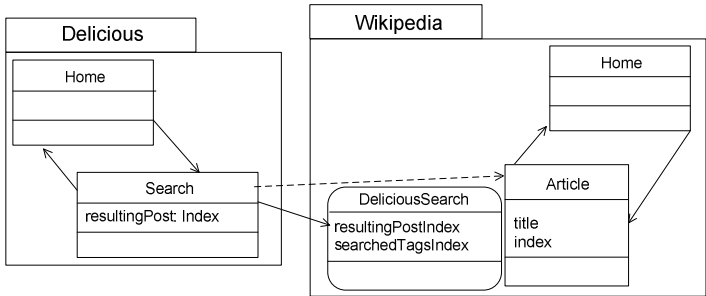 Delicious
Home
Search
resultingPost: Index
Wikipedia
Home
DeliciousSearch
resultingPostIndex
searchedTagsIndex
Article
title
index